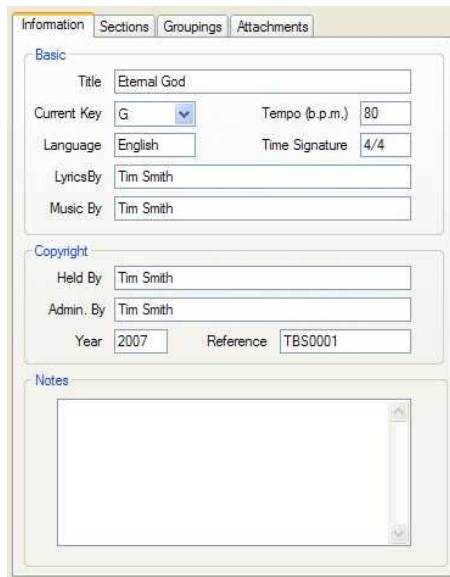 Information Sections Groupings Attachments
Basic
Title Eternal God
Current Key G Tempo (b.p.m.) 80
Language English Time Signature 4/4
LyricsBy Tim Smith
Music By Tim Smith
Copyright
Held By Tim Smith
Admin. By Tim Smith
Year 2007 Reference TBS0001
Notes